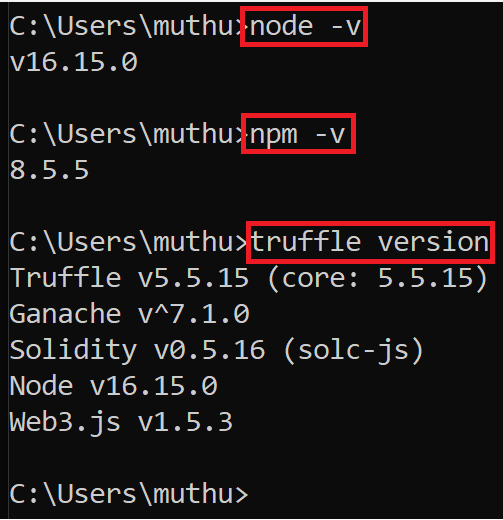 C:\Users\muthu>node -v
v16.15.0
C:\Users\muthu>npm -v
8.5.5
C:\Users\muthu>truffle version
Truffle v5.5.15 (core: 5.5.15)
Ganache v^7.1.0
Solidity v0.5.16 (solc-js)
Node v16.15.0
Web3.js v1.5.3
C:\Users\muthu>